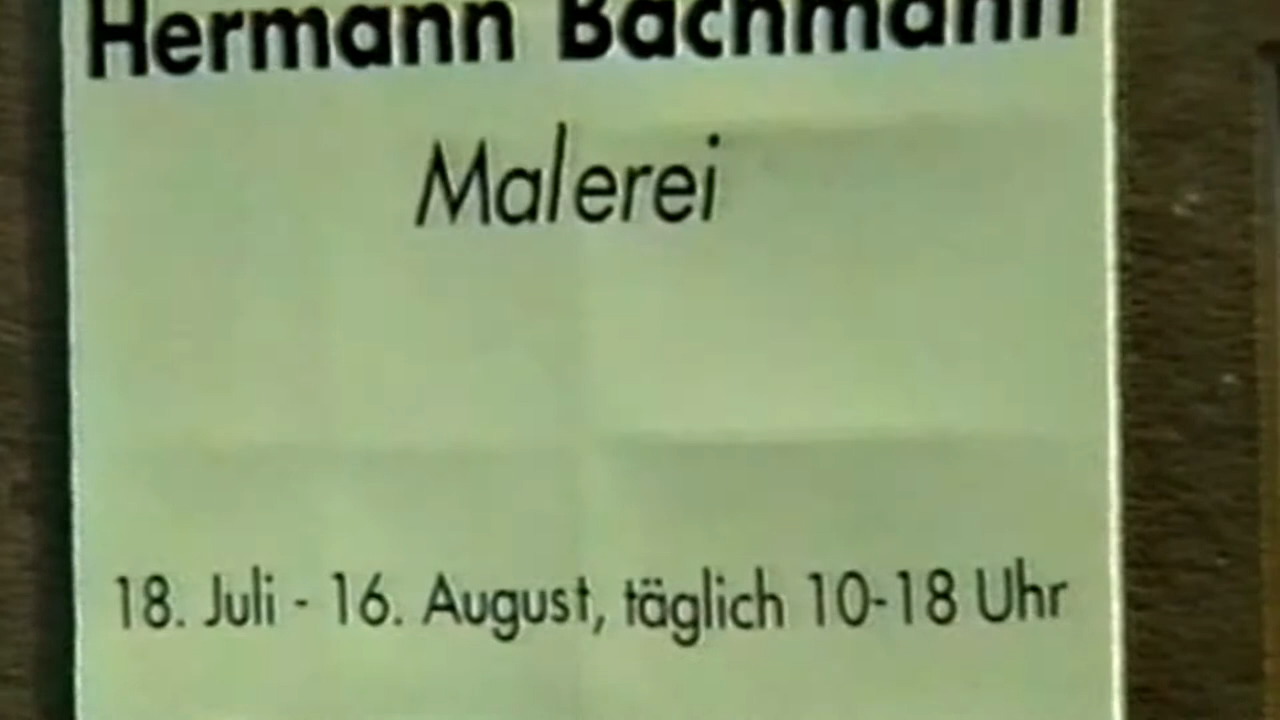 Hermann Bachmann
Malerei
18. Juli - 16. August, täglich 10-18 Uhr